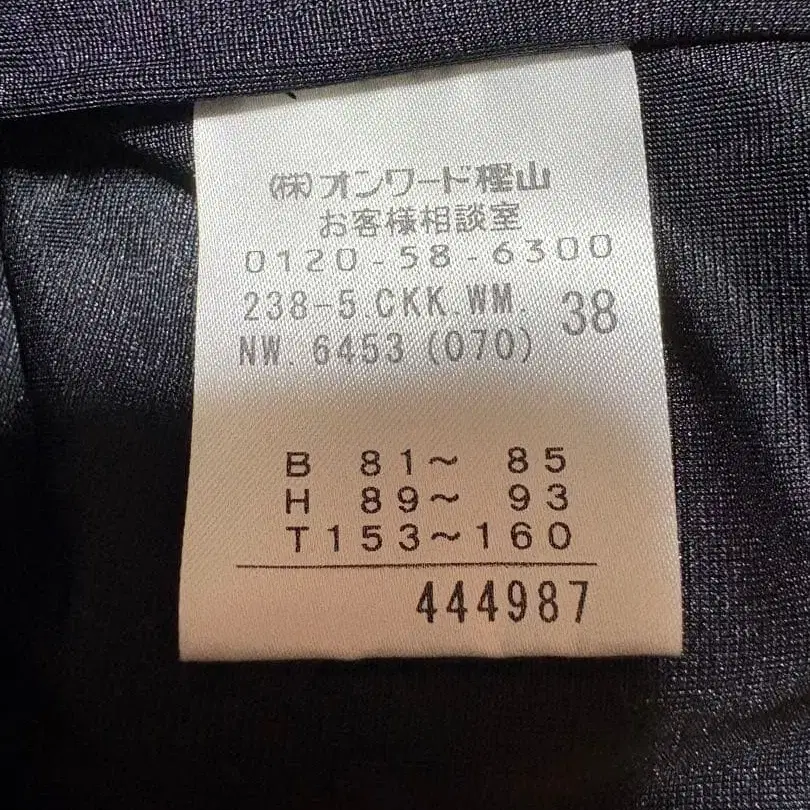 (株)オンワード樫山
お客様相談室
0120-58-6300
238-5.CKK.WM. 38
NW. 6453 (070)
B 81～ 85
H 89～ 93
T153～160
444987